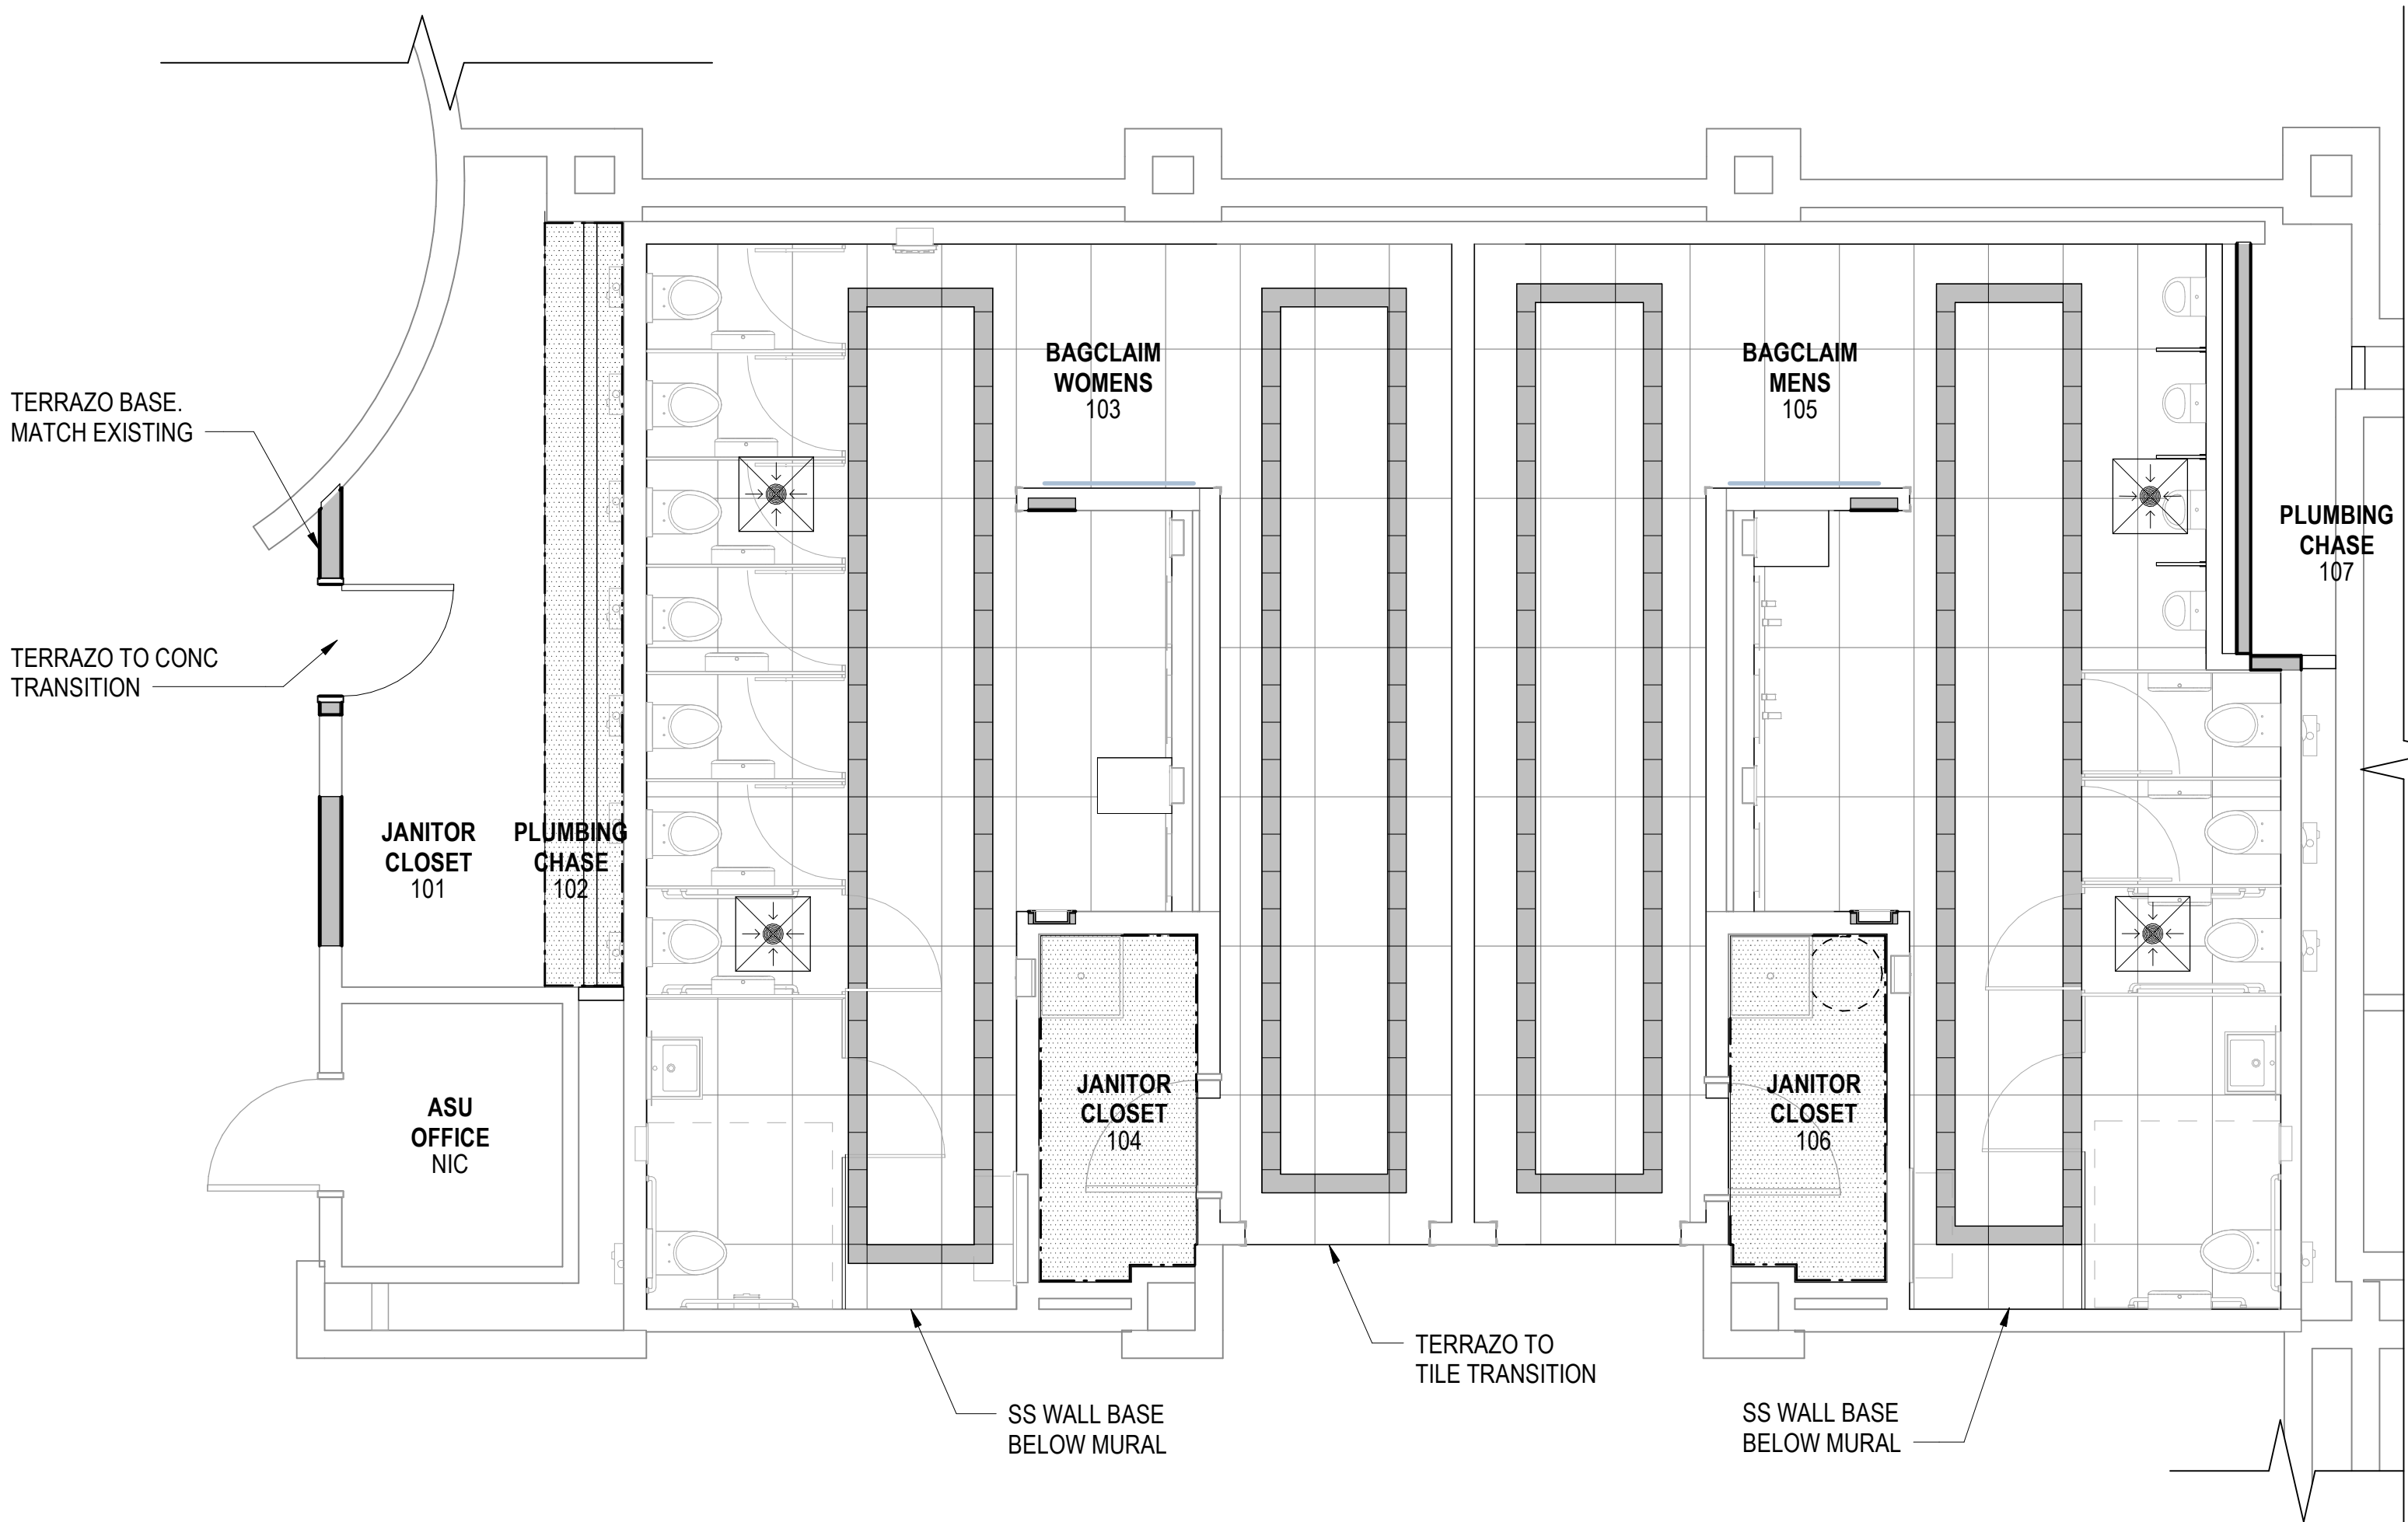 BAGCLAIM
WOMENS
103
BAGCLAIM
MENS
105
TERRAZO BASE.
MATCH EXISTING
PLUMBING
CHASE
107
TERRAZO TO CONC
TRANSITION
JANITOR
CLOSET
101
PLUMBING
CHASE
102
JANITOR
CLOSET
104
JANITOR
CLOSET
106
ASU
OFFICE
NIC
TERRAZO TO
TILE TRANSITION
SS WALL BASE
BELOW MURAL
SS WALL BASE
BELOW MURAL